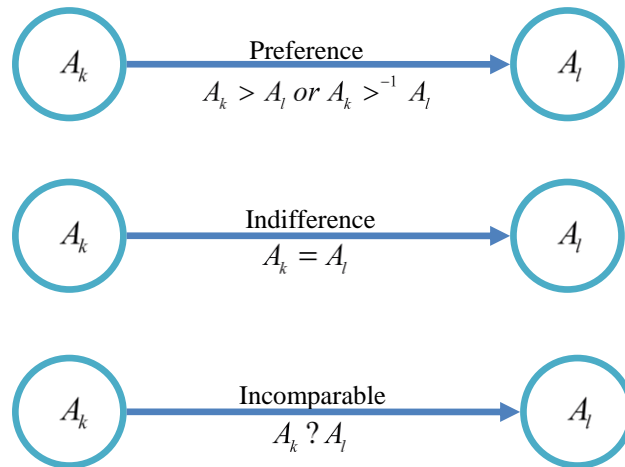 Preference
A_k A_l
A_k > A_l or A_k >^{-1} A_l
Indifference
A_k A_l
A_k = A_l
Incomparable
A_k A_l
A_k ? A_l